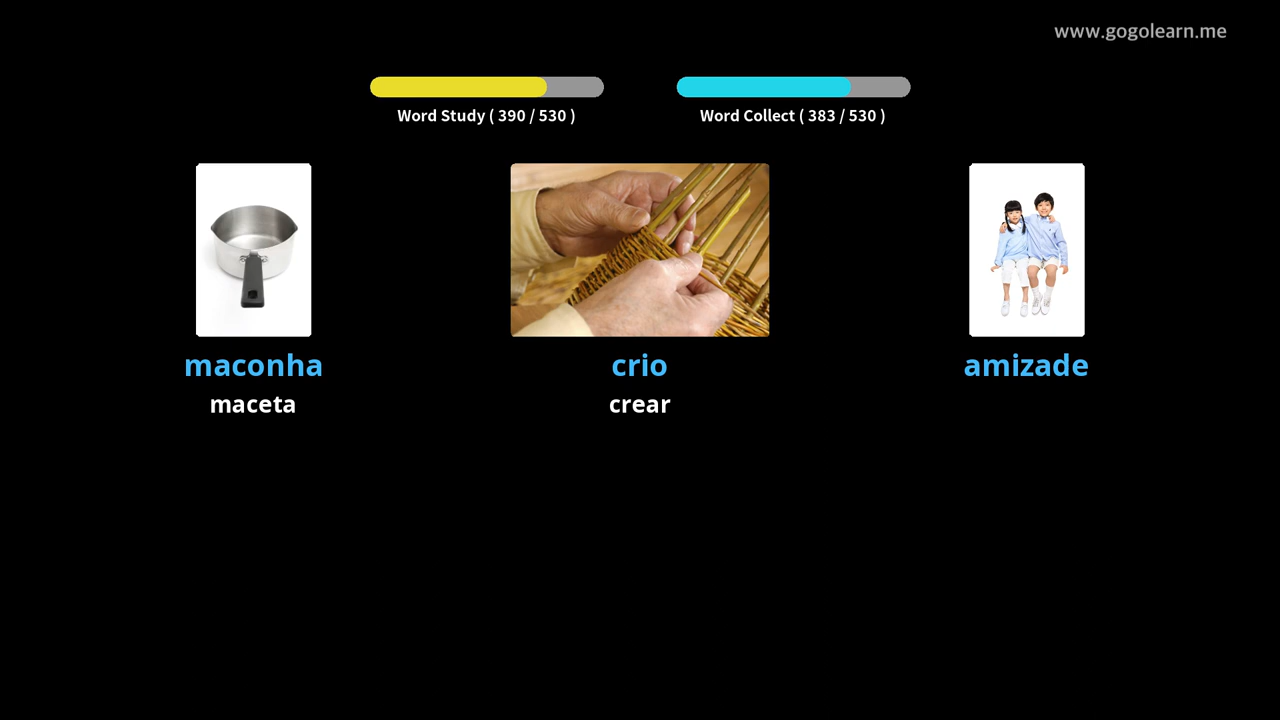 www.gogolearn.me
Word Study ( 390 / 530 )
Word Collect ( 383 / 530 )
maconha
crio
amizade
maceta
crear